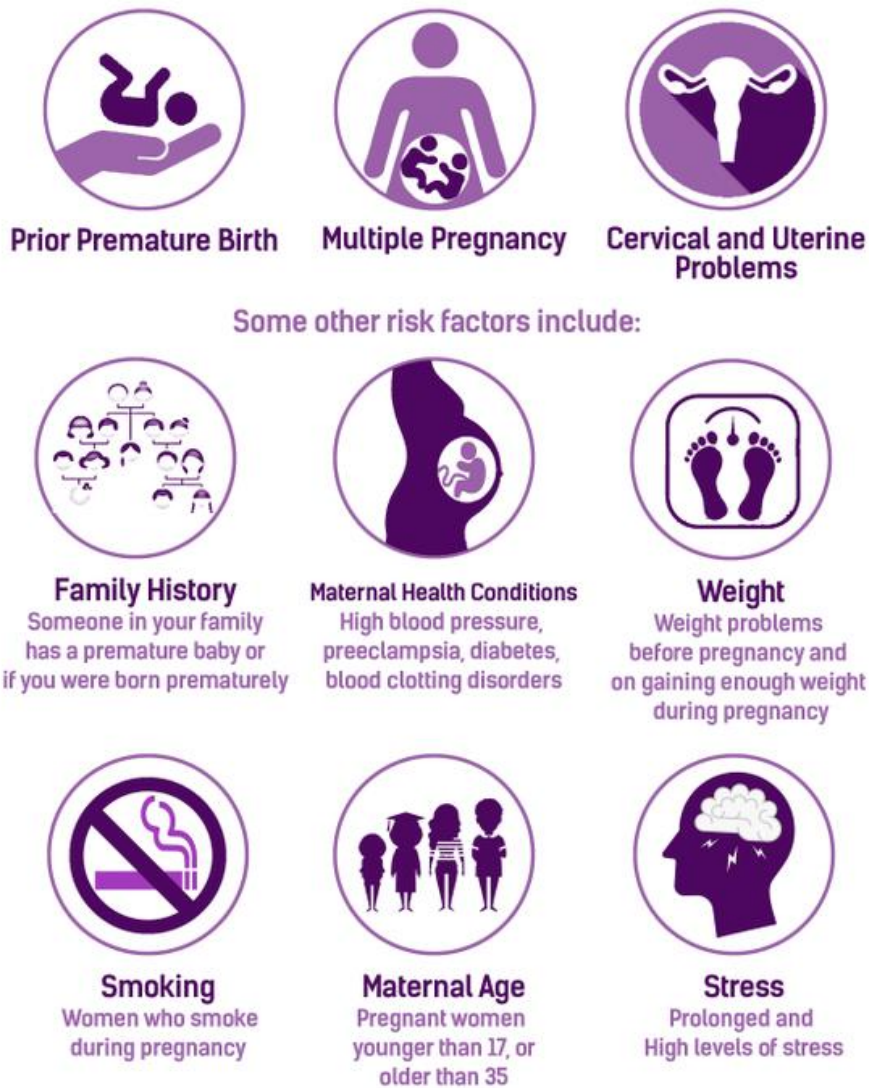 Prior Premature Birth
Multiple Pregnancy
Cervical and Uterine
Problems
Some other risk factors include:
Family History
Someone in your family
has a premature baby or
if you were born prematurely
Maternal Health Conditions
High blood pressure,
preeclampsia, diabetes,
blood clotting disorders
Weight
Weight problems
before pregnancy and
on gaining enough weight
during pregnancy
Smoking
Women who smoke
during pregnancy
Maternal Age
Pregnant women
younger than 17, or
older than 35
Stress
Prolonged and
High levels of stress